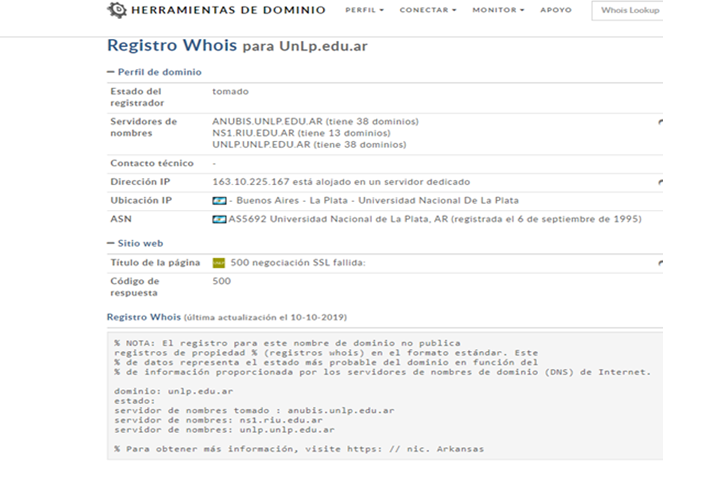 HERRAMIENTAS DE DOMINIO PERFIL CONECTAR MONITOR APOYO Whois Lookup
Registro Whois para UnLp.edu.ar
Perfil de dominio
Estado del registrador tomado
Servidores de nombres ANUBIS.UNLP.EDU.AR (tiene 38 dominios)
NS1.RIU.EDU.AR (tiene 13 dominios)
UNLP.UNLP.EDU.AR (tiene 38 dominios)
Contacto técnico -
Dirección IP 163.10.225.167 está alojado en un servidor dedicado
Ubicación IP - Buenos Aires - La Plata - Universidad Nacional De La Plata
ASN AS5692 Universidad Nacional de La Plata, AR (registrada el 6 de septiembre de 1995)
Sitio web
Título de la página 500 negociación SSL fallida:
Código de respuesta 500
Registro Whois (última actualización el 10-10-2019)
% NOTA: El registro para este nombre de dominio no publica
registros de propiedad % (registros whois) en el formato estándar. Este
% de datos representa el estado más probable del dominio en función del
% de información proporcionada por los servidores de nombres de dominio (DNS) de Internet.
dominio: unlp.edu.ar
estado:
servidor de nombres tomado : anubis.unlp.edu.ar
servidor de nombres: ns1.riu.edu.ar
servidor de nombres: unlp.unlp.edu.ar
% Para obtener más información, visite https: // nic. Arkansas